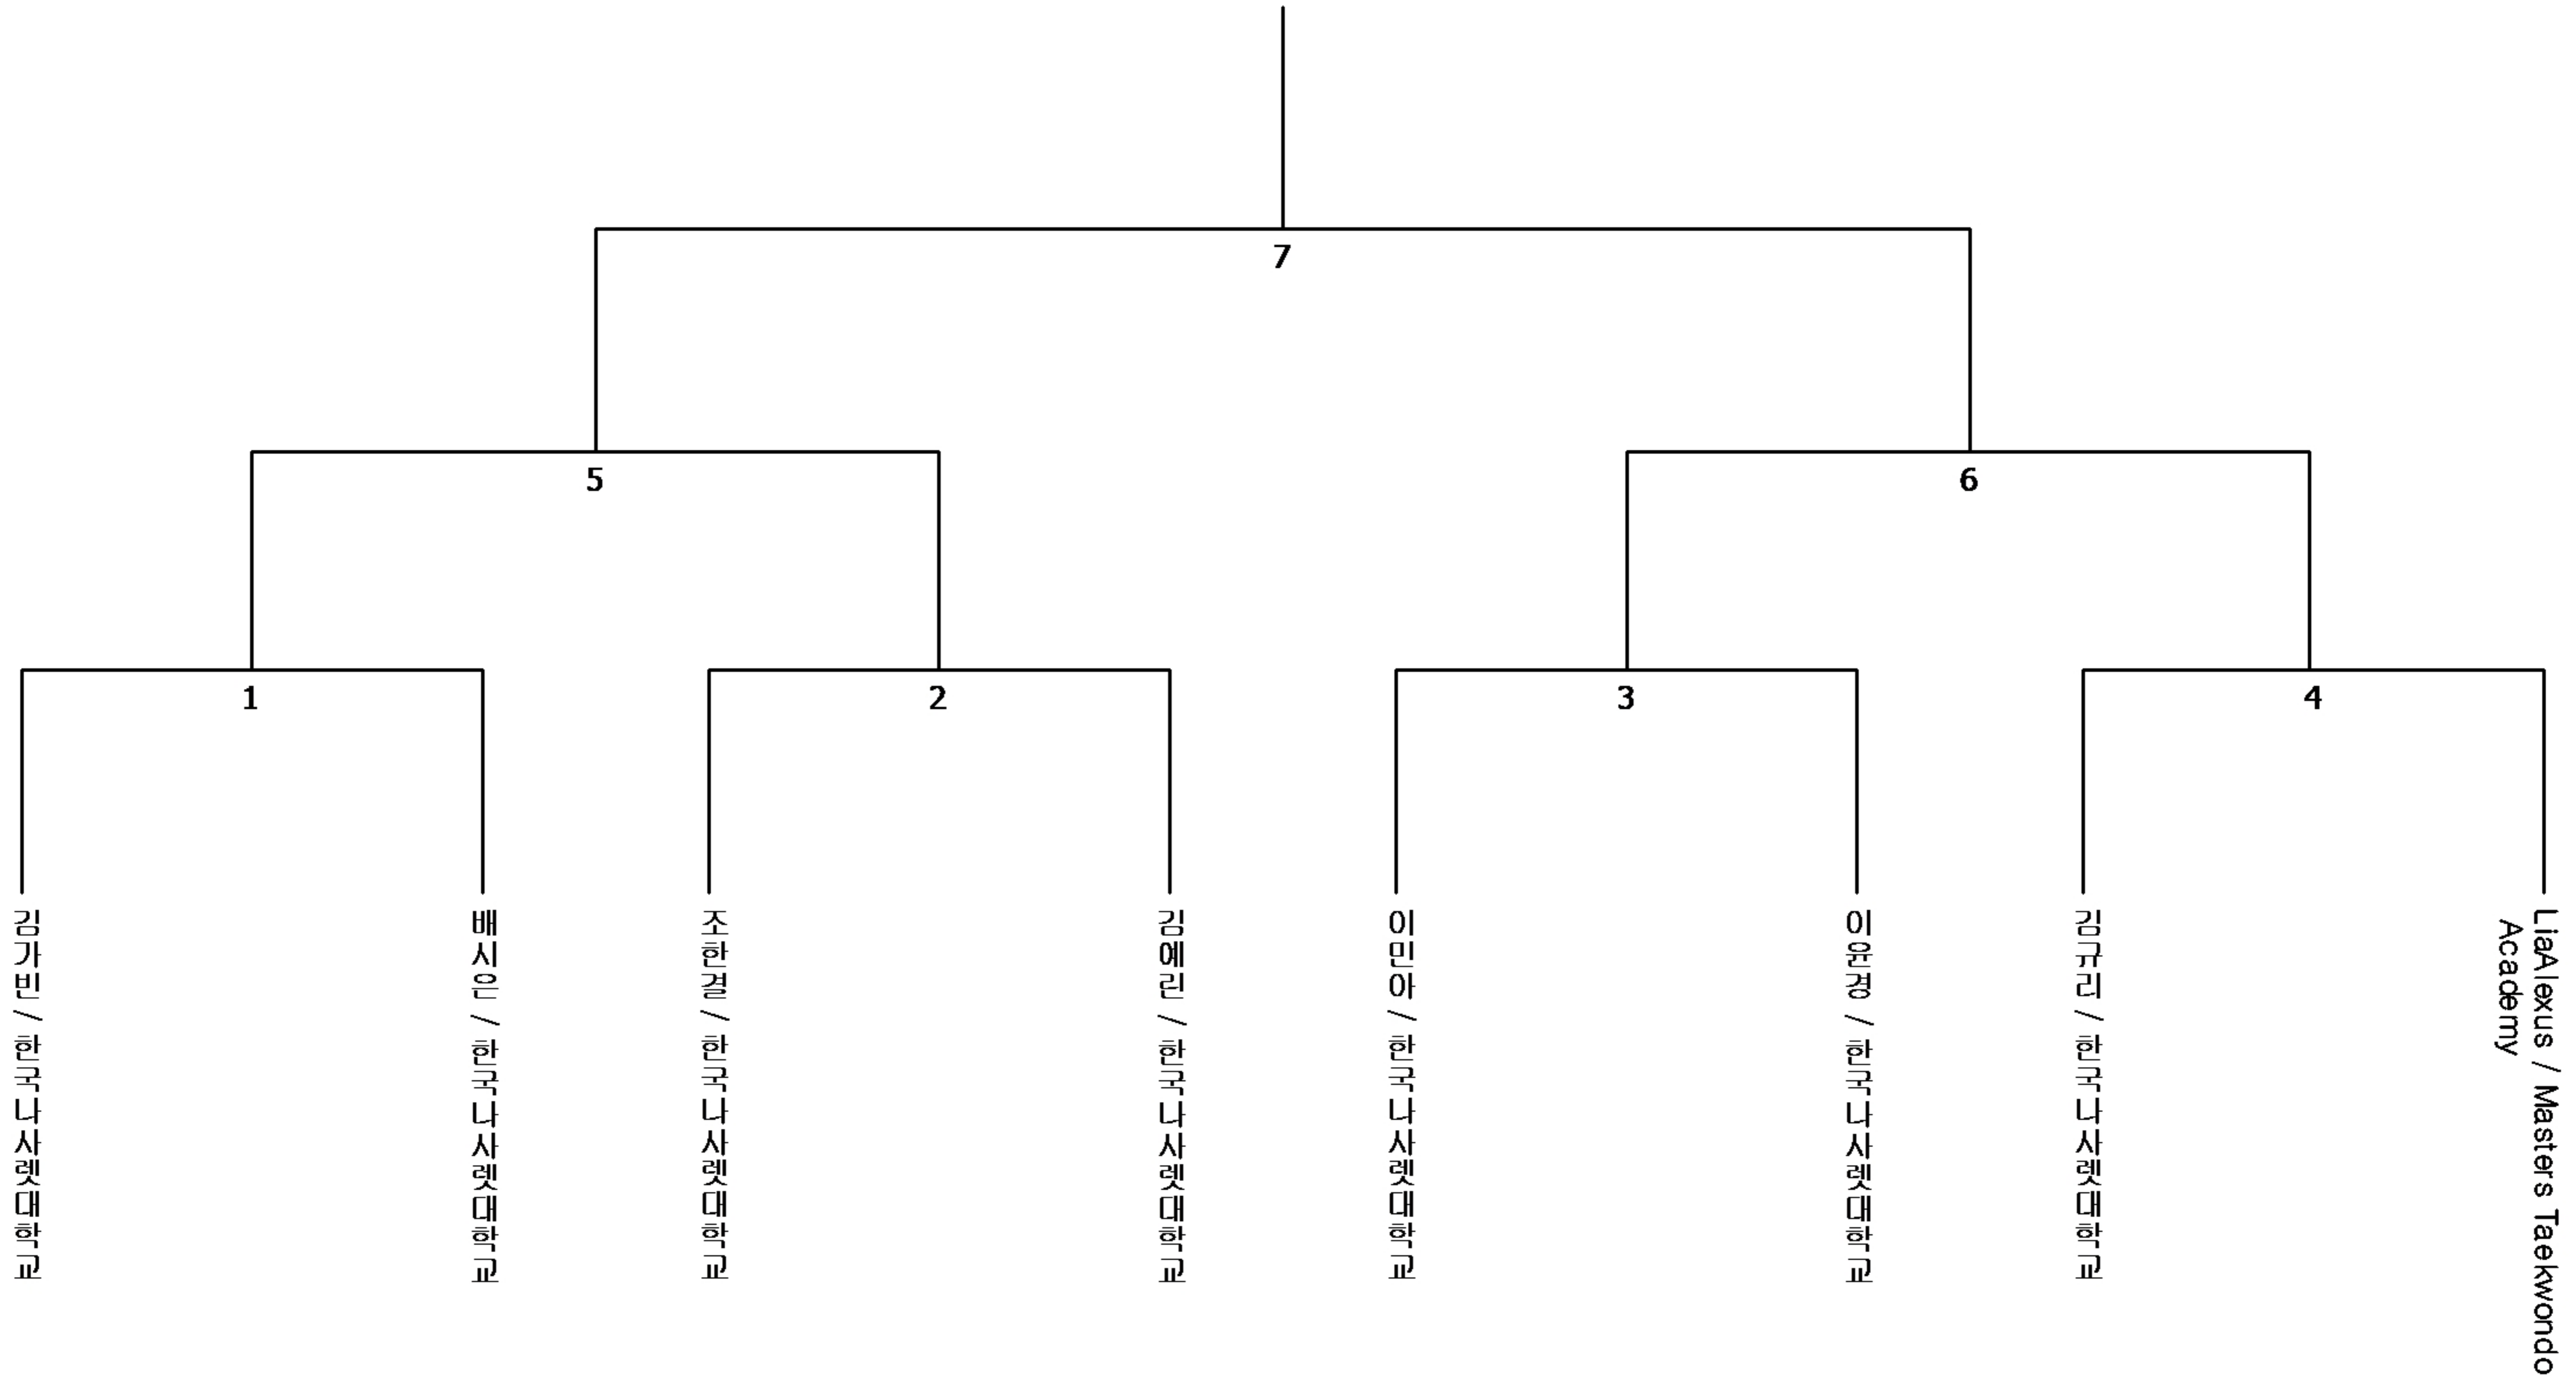 7
5
6
1
2
3
4
김가빈 / 한국나사렛대학교
배시은 / 한국나사렛대학교
조한결 / 한국나사렛대학교
김예린 / 한국나사렛대학교
이민아 / 한국나사렛대학교
이윤경 / 한국나사렛대학교
김규리 / 한국나사렛대학교
LiaAlexus / Masters Taekwondo
Academy